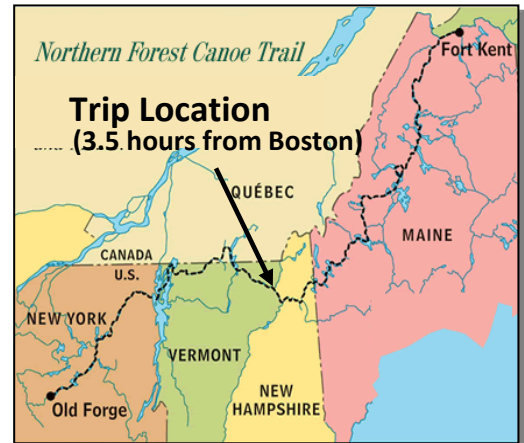 Northern Forest Canoe Trail
Fort Kent
Trip Location
(3.5 hours from Boston)
QUÉBEC
MAINE
CANADA
U.S.
NEW YORK
VERMONT
NEW
HAMPSHIRE
Old Forge